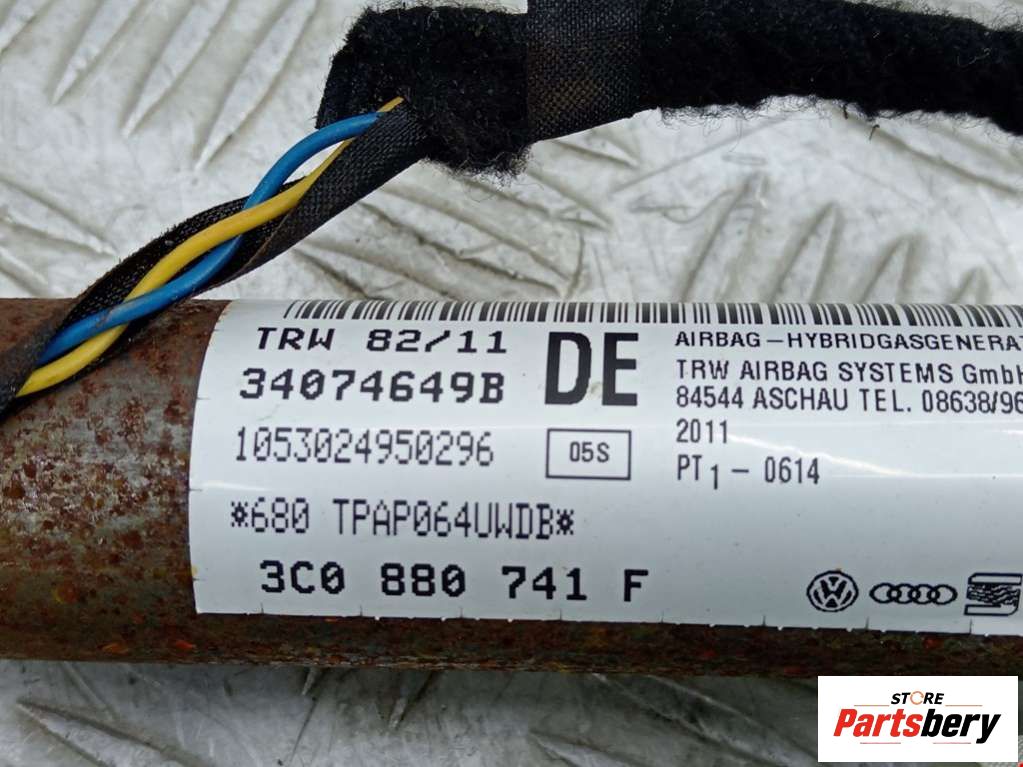 TRW 82/11
34074649B
1053024950296
*680 TPAP064UWDB*
3C0 880 741 F
DE
05S
AIRBAG-HYBRIDGASGENERAT
TRW AIRBAG SYSTEMS GmbH
84544 ASCHAU TEL. 08638/96
2011
PT1 - 0614
STORE
Partsbery